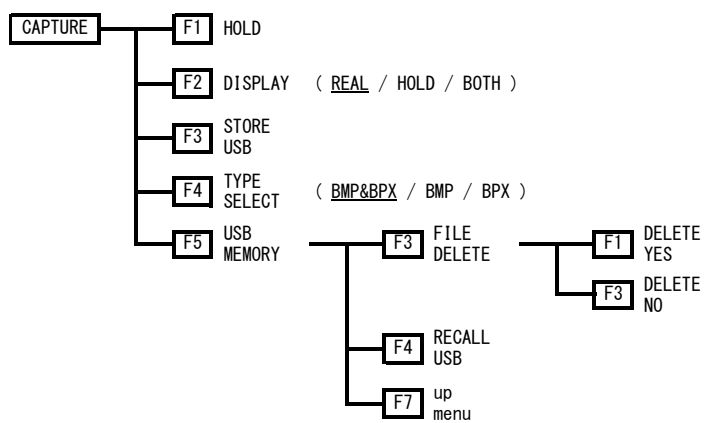 CAPTURE F1 HOLD
F2 DISPLAY ( REAL / HOLD / BOTH )
F3 STORE
USB
F4 TYPE
SELECT ( BMP&BPX / BMP / BPX )
F5 USB
MEMORY
F3 FILE
DELETE
F1 DELETE
YES
F3 DELETE
NO
F4 RECALL
USB
F7 up
menu